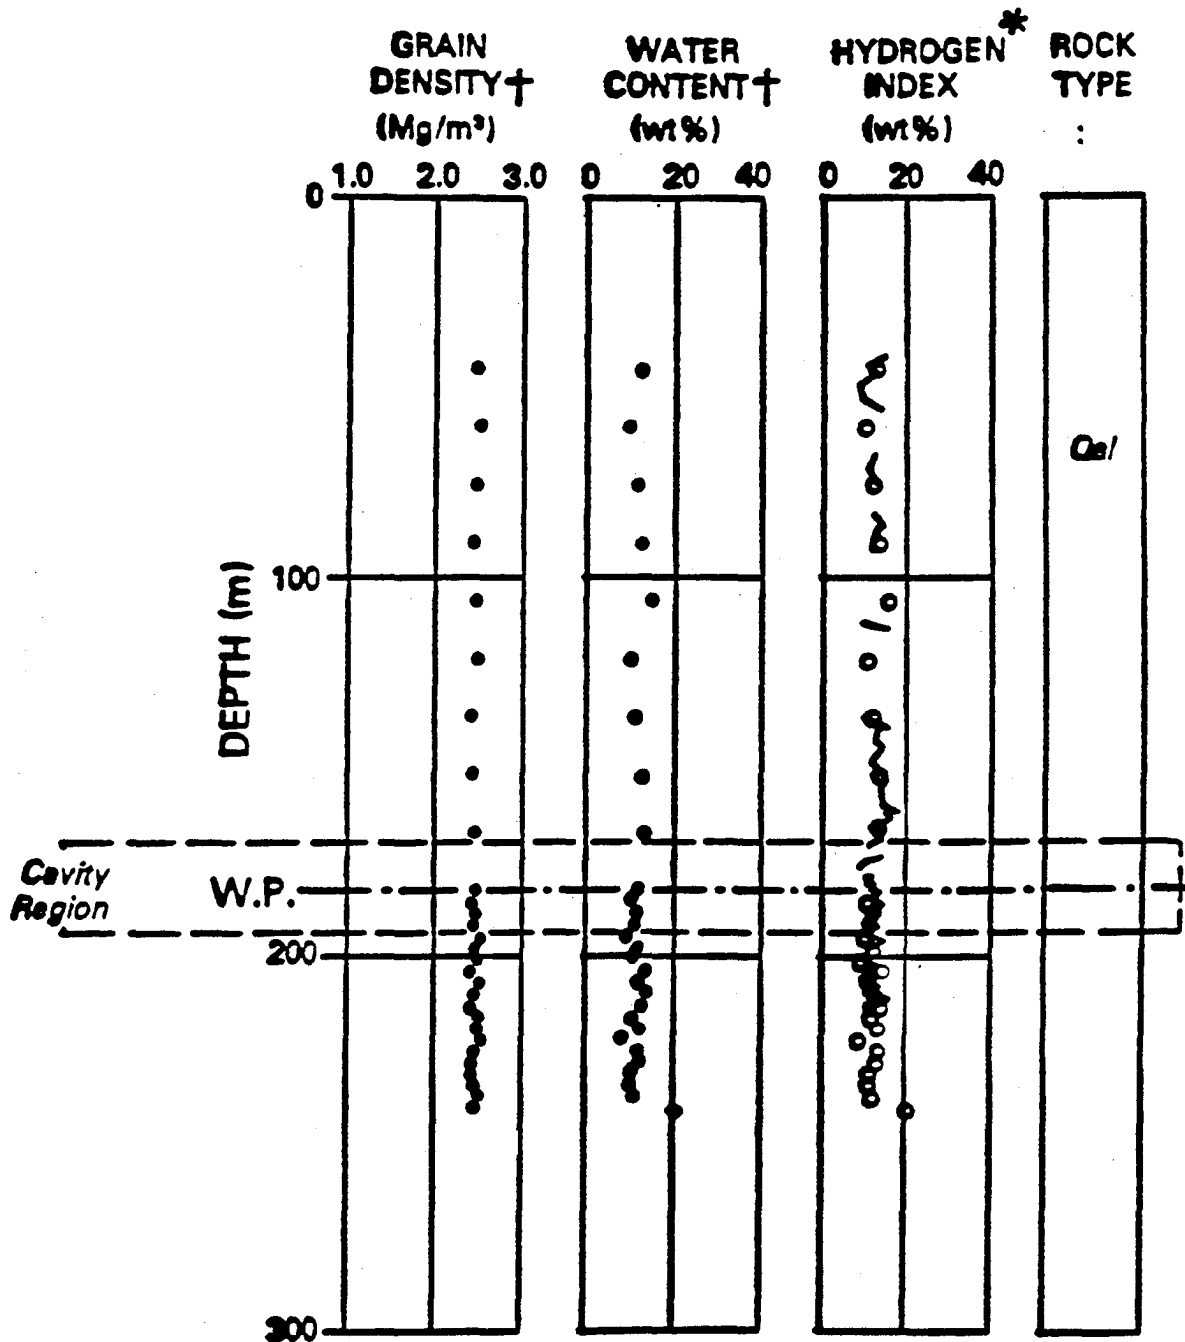 GRAIN DENSITY† (Mg/m³)
WATER CONTENT† (wt%)
HYDROGEN* INDEX (wt%)
ROCK TYPE :
1.0 2.0 3.0
0 20 40
0 20 40
0
Qal
100
DEPTH (m)
Cavity Region
W.P.
200
300